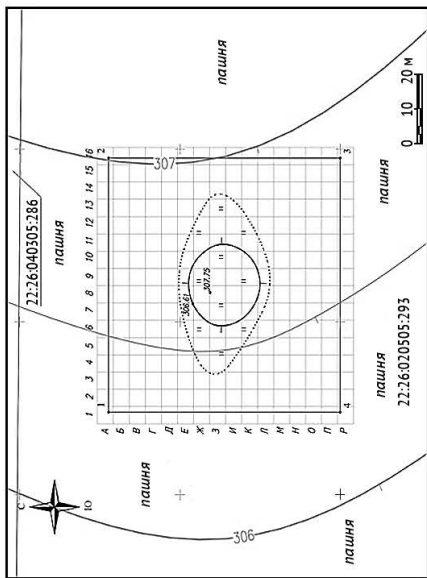 пашня
22:26:040305:286
пашня
2
307
16
15
14
13
12
11
10
9
8
7
6
5
4
3
2
1
1
А
Б
В
Г
Д
Е
Ж
З
И
К
Л
М
Н
О
П
Р
306.61
307.75
3
4
пашня
0 10 20 м
пашня
22:26:020505:293
С
Ю
пашня
306
пашня